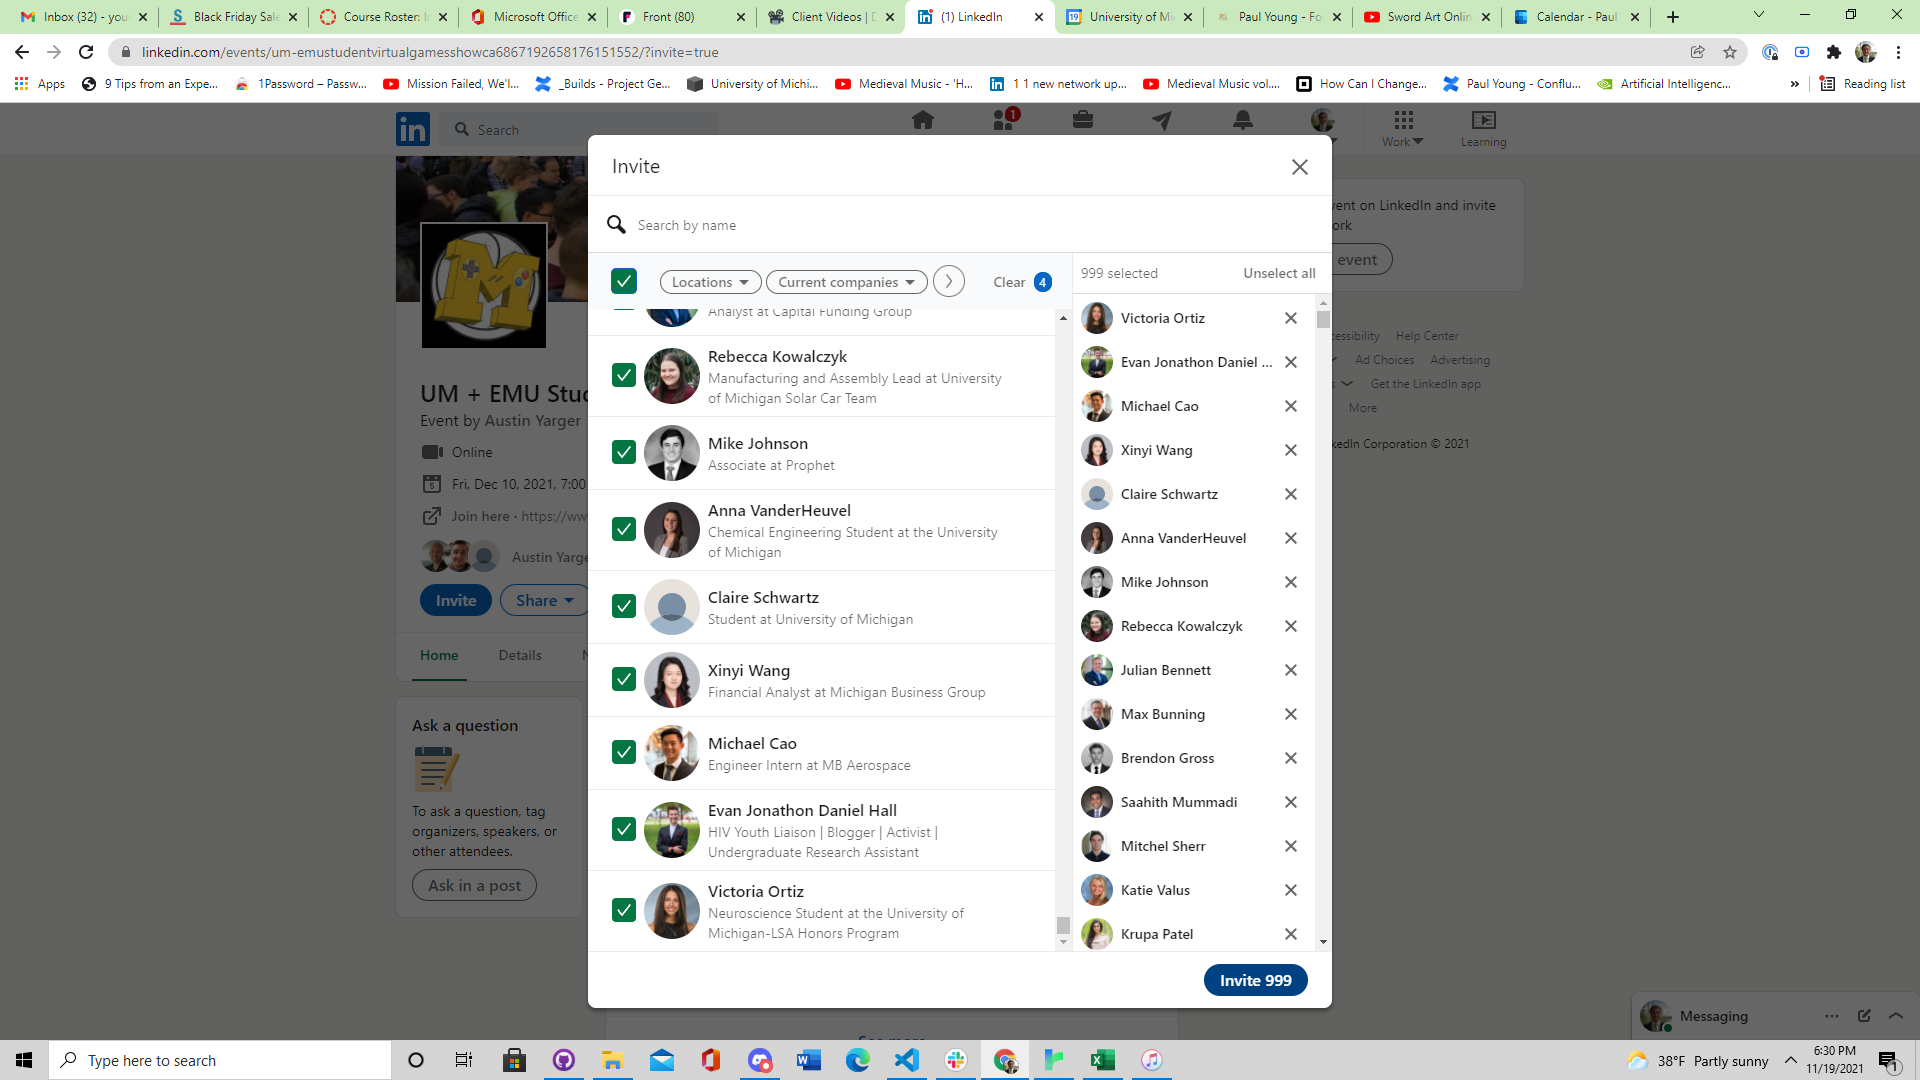 Inbox (32) - you
Black Friday Sale
Course Roster: I
Microsoft Office
Front (80)
Client Videos | D
(1) LinkedIn
University of Mi
Paul Young - Fo
Sword Art Onlin
Calendar - Paul
linkedin.com/events/um-emustudentvirtualgamesshowca6867192658176151552/?invite=true
Apps
9 Tips from an Expe...
1Password – Passw...
Mission Failed, We'l...
_Builds - Project Ge...
University of Michi...
Medieval Music - 'H...
1 1 new network up...
Medieval Music vol....
How Can I Change...
Paul Young - Conflu...
Artificial Intelligenc...
»
Reading list
in
Search
1
Work
Learning
Invite
Search by name
Locations
Current companies
Clear 4
Analyst at Capital Funding Group
Rebecca Kowalczyk
Manufacturing and Assembly Lead at University
of Michigan Solar Car Team
Mike Johnson
Associate at Prophet
Anna VanderHeuvel
Chemical Engineering Student at the University
of Michigan
Claire Schwartz
Student at University of Michigan
Xinyi Wang
Financial Analyst at Michigan Business Group
Michael Cao
Engineer Intern at MB Aerospace
Evan Jonathon Daniel Hall
HIV Youth Liaison | Blogger | Activist |
Undergraduate Research Assistant
Victoria Ortiz
Neuroscience Student at the University of
Michigan-LSA Honors Program
999 selected
Unselect all
Victoria Ortiz
Evan Jonathon Daniel ...
Michael Cao
Xinyi Wang
Claire Schwartz
Anna VanderHeuvel
Mike Johnson
Rebecca Kowalczyk
Julian Bennett
Max Bunning
Brendon Gross
Saahith Mummadi
Mitchel Sherr
Katie Valus
Krupa Patel
Invite 999
M
UM + EMU Stud
Event by Austin Yarger
Online
5
Fri, Dec 10, 2021, 7:00
Join here · https://ww
Austin Yarge
Invite
Share
Home
Details
Ask a question
To ask a question, tag
organizers, speakers, or
other attendees.
Ask in a post
vent on LinkedIn and invite
ork
event
cessibility
Help Center
Ad Choices
Advertising
s
Get the LinkedIn app
More
kedIn Corporation © 2021
Messaging
Type here to search
38°F Partly sunny
6:30 PM
11/19/2021
1